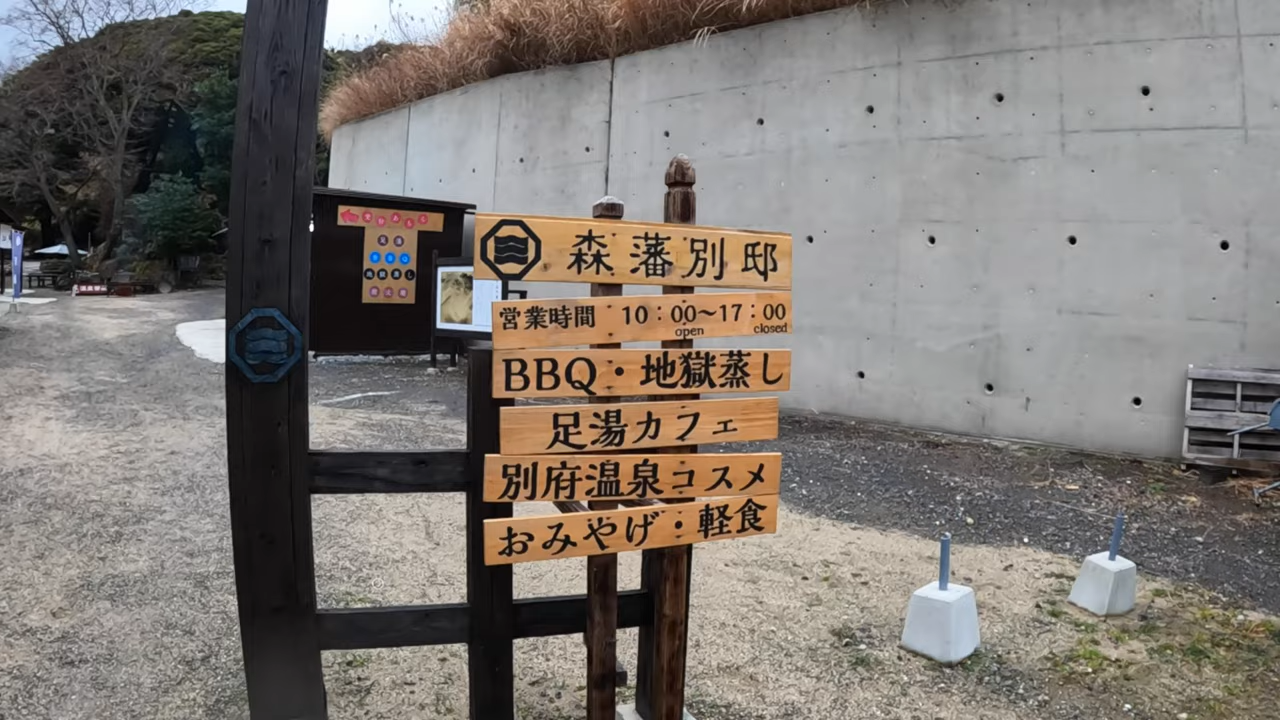 森藩別邸
営業時間 10:00〜17:00
open closed
BBQ・地獄蒸し
足湯カフェ
別府温泉コスメ
おみやげ・軽食